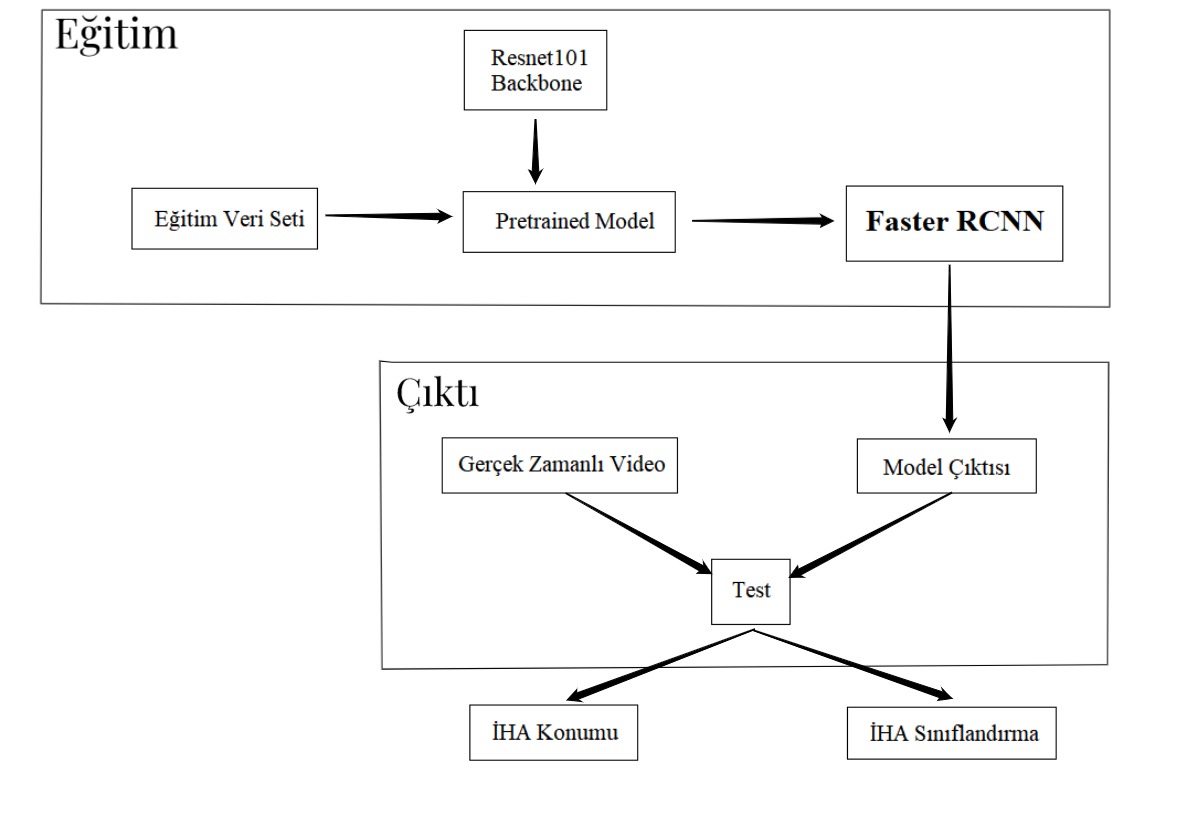 Eğitim
Resnet101
Backbone
Eğitim Veri Seti
Pretrained Model
Faster RCNN
Çıktı
Gerçek Zamanlı Video
Model Çıktısı
Test
İHA Konumu
İHA Sınıflandırma